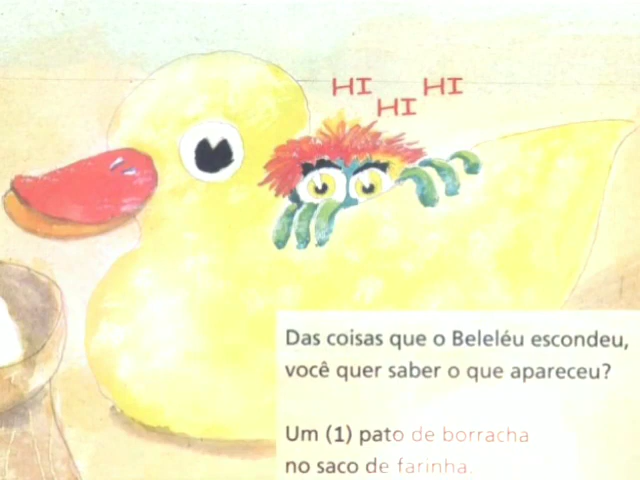 HI HI HI
Das coisas que o Beleléu escondeu,
você quer saber o que apareceu?
Um (1) pato de borracha
no saco de farinha.